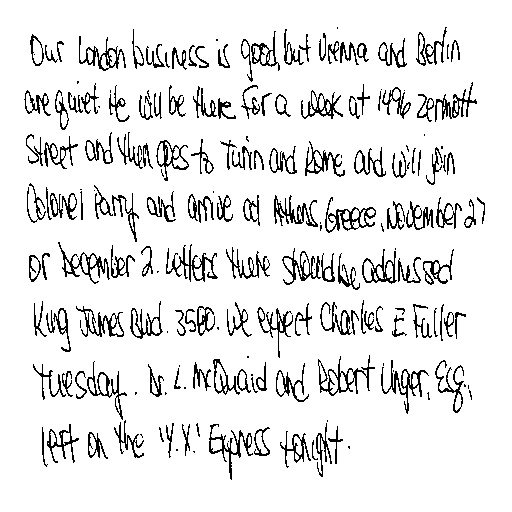 Our London business is good, but Vienna and Berlin
are quiet. He will be there for a week at 1496 Zermott
Street and then goes to Turin and Rome and will join
Colonel Parry and arrive at Athens, Greece, November 27
or December 2. Letters there should be addressed
King James Blvd. 3580. We expect Charles E. Fuller
Tuesday. Dr. L. McQuaid and Robert Unger, Esq.,
left on the 'Y.X.' Express tonight.